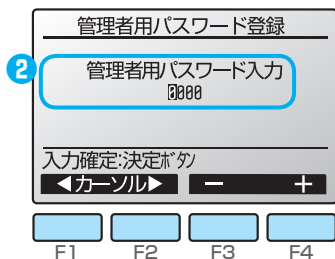 管理者用パスワード登録
2
管理者用パスワード入力
0000
入力確定:決定ﾎﾞﾀﾝ
◀カーソル▶ － ＋
F1 F2 F3 F4